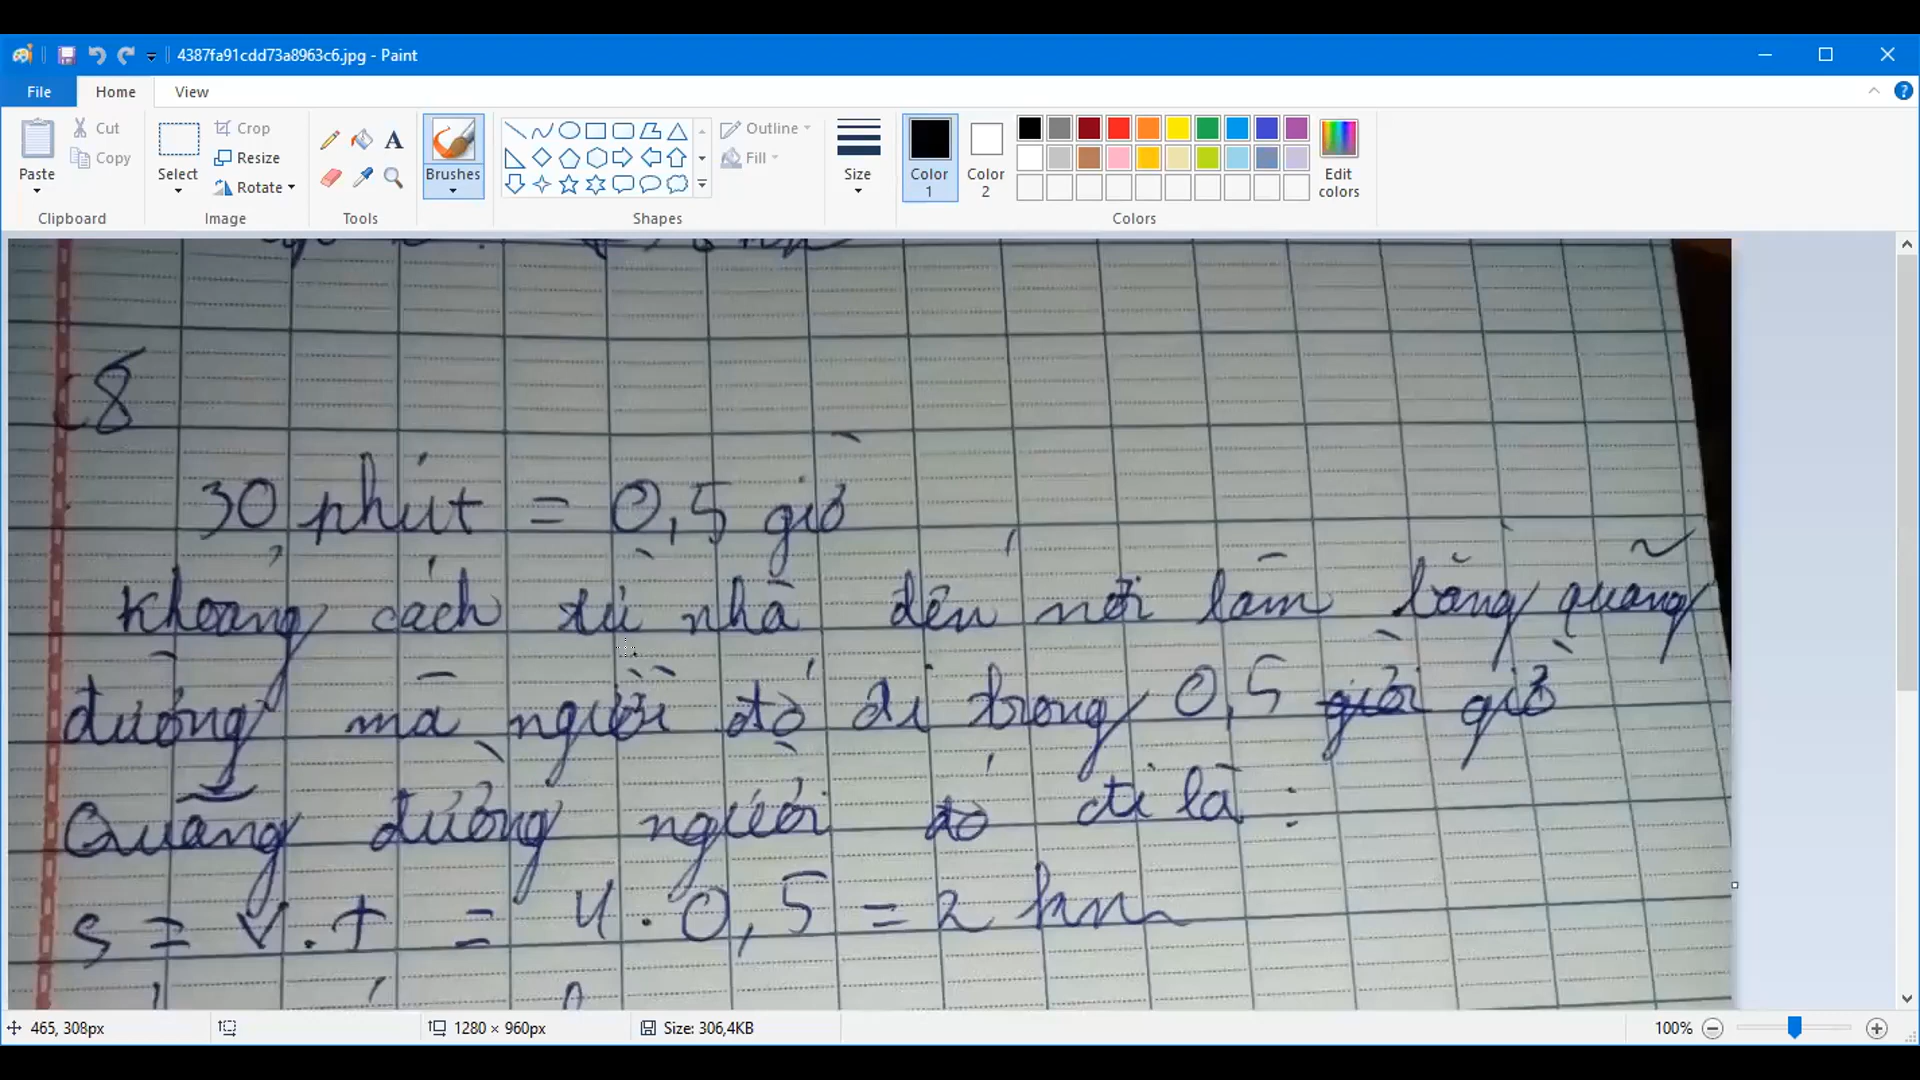 4387fa91cdd73a8963c6.jpg - Paint
File Home View
Paste
Cut
Copy
Clipboard
Select
Crop
Resize
Rotate
Image
Tools
Brushes
Shapes
Outline
Fill
Size
Color 1
Color 2
Edit colors
Colors
C8
30 phút = 0,5 giờ
Khoảng cách từ nhà đến nơi làm bằng quãng
đường mà người đó đi trong 0,5 giờ
Quãng đường người đó đi là :
S = v.t = 4.0,5 = 2 km
465, 308px
1280 × 960px
Size: 306,4KB
100%